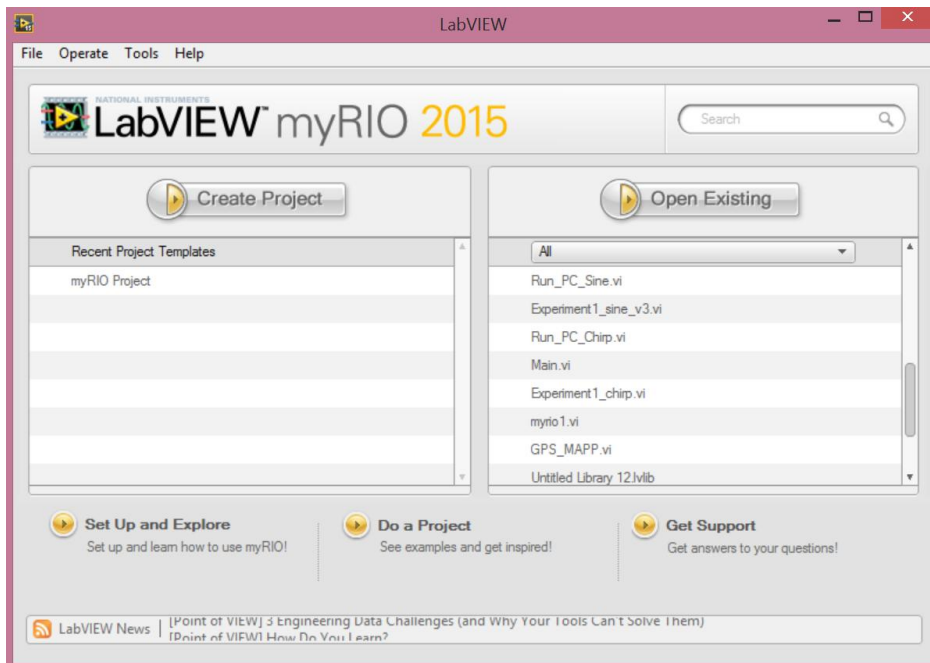 LabVIEW
File Operate Tools Help
NATIONAL INSTRUMENTS
LabVIEW™ myRIO 2015
Search
Create Project
Open Existing
Recent Project Templates
All
myRIO Project
Run_PC_Sine.vi
Experiment1_sine_v3.vi
Run_PC_Chirp.vi
Main.vi
Experiment1_chirp.vi
myrio1.vi
GPS_MAPP.vi
Untitled Library 12.lvlib
Set Up and Explore
Set up and learn how to use myRIO!
Do a Project
See examples and get inspired!
Get Support
Get answers to your questions!
LabVIEW News
[Point of VIEW] 3 Engineering Data Challenges (and Why Your Tools Can't Solve Them)
[Point of VIEW] How Do You Learn?